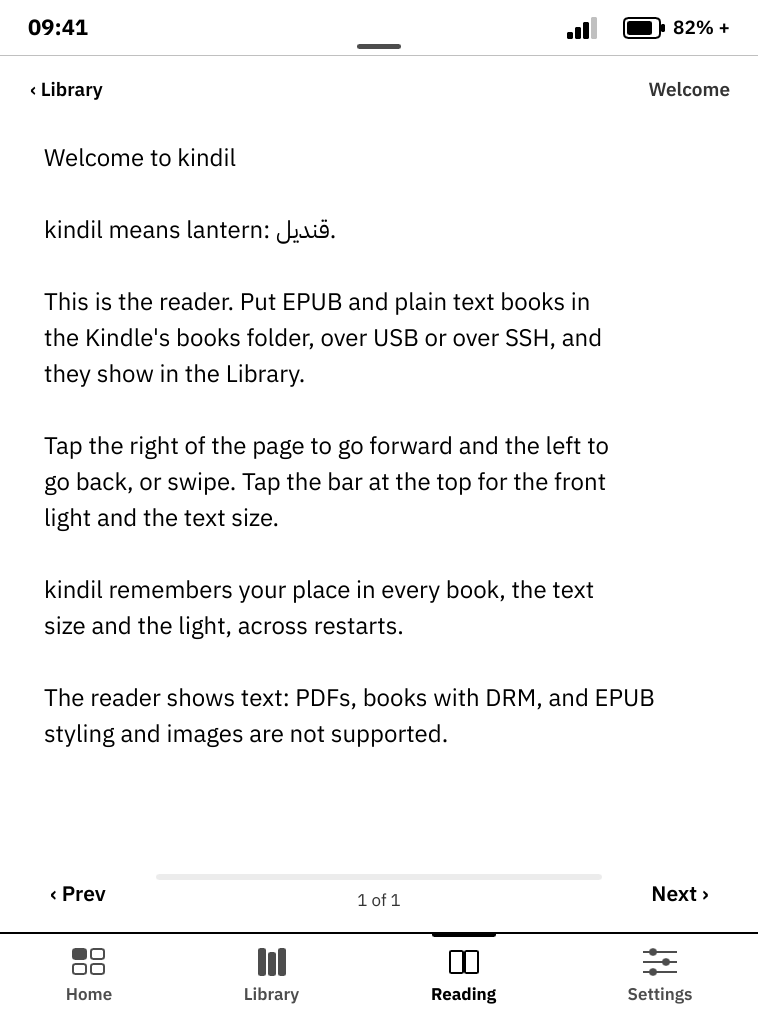 09:41
82% +
‹ Library
Welcome
Welcome to kindil
kindil means lantern: قنديل.
This is the reader. Put EPUB and plain text books in
the Kindle's books folder, over USB or over SSH, and
they show in the Library.
Tap the right of the page to go forward and the left to
go back, or swipe. Tap the bar at the top for the front
light and the text size.
kindil remembers your place in every book, the text
size and the light, across restarts.
The reader shows text: PDFs, books with DRM, and EPUB
styling and images are not supported.
‹ Prev
1 of 1
Next ›
Home
Library
Reading
Settings